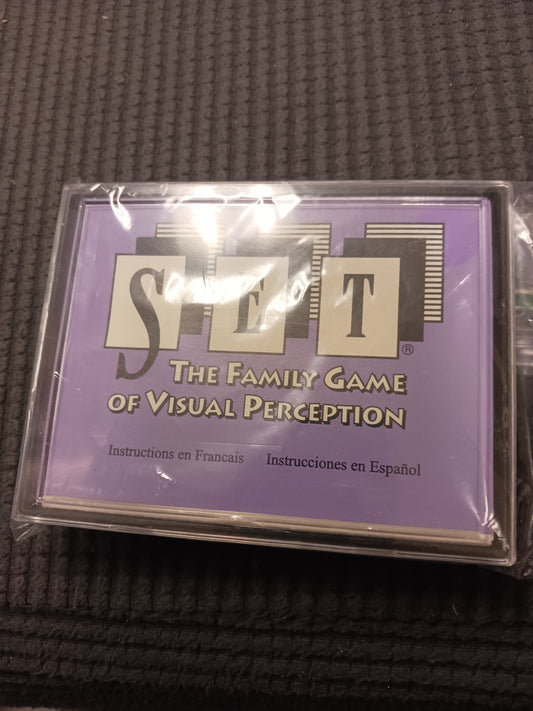 SET®
THE FAMILY GAME
OF VISUAL PERCEPTION
Instructions en Francais Instrucciones en Español